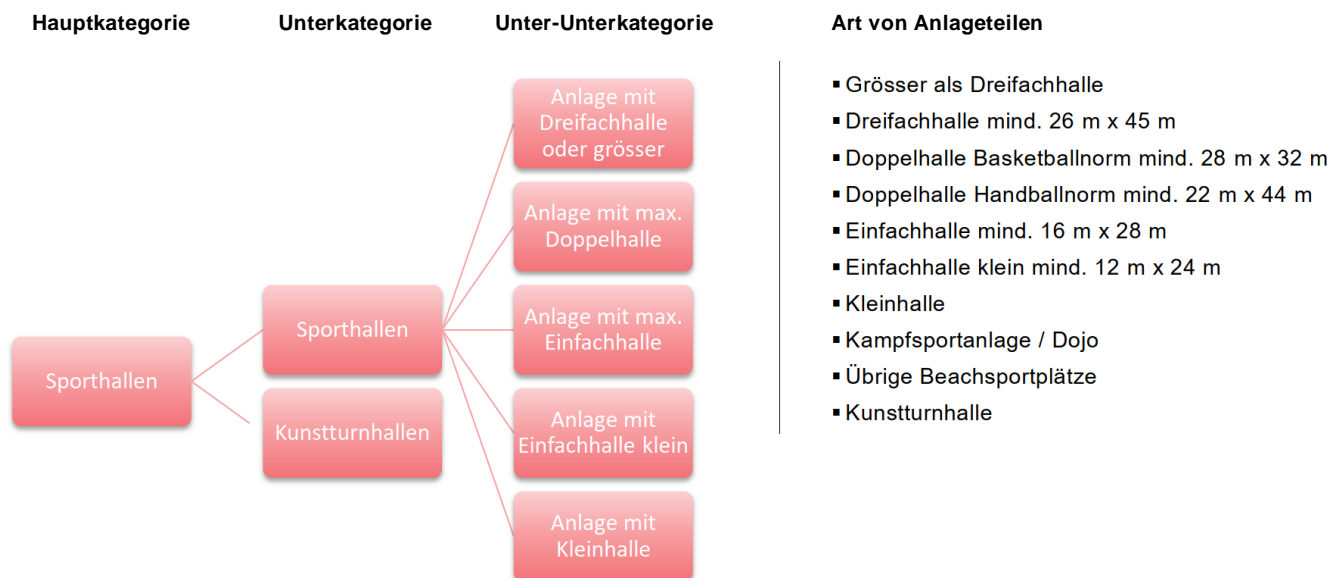 Hauptkategorie
Unterkategorie
Unter-Unterkategorie
Art von Anlageteilen
Sporthallen
Sporthallen
Kunstturnhallen
Anlage mit
Dreifachhalle
oder grösser
Anlage mit max.
Doppelhalle
Anlage mit max.
Einfachhalle
Anlage mit
Einfachhalle klein
Anlage mit
Kleinhalle
▪ Grösser als Dreifachhalle
▪ Dreifachhalle mind. 26 m x 45 m
▪ Doppelhalle Basketballnorm mind. 28 m x 32 m
▪ Doppelhalle Handballnorm mind. 22 m x 44 m
▪ Einfachhalle mind. 16 m x 28 m
▪ Einfachhalle klein mind. 12 m x 24 m
▪ Kleinhalle
▪ Kampfsportanlage / Dojo
▪ Übrige Beachsportplätze
▪ Kunstturnhalle